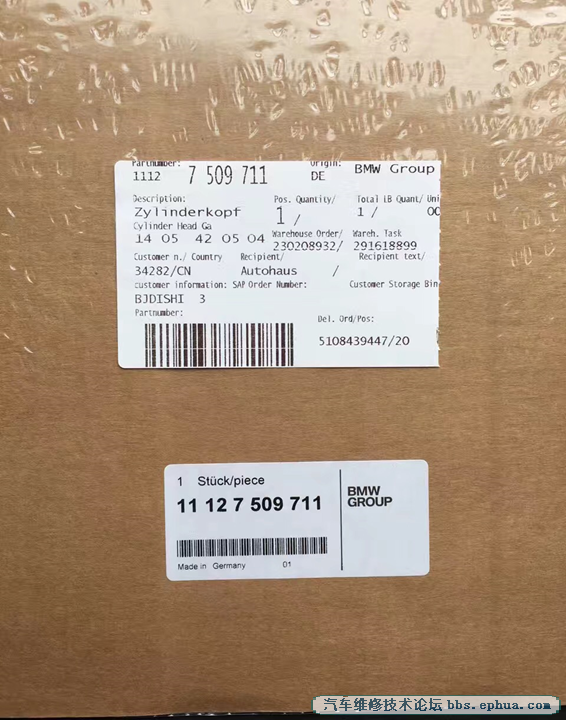 Partnumber: Origin: BMW Group
1112 7 509 711 DE
Description: Pos. Quantity/ Total LB Quant/ Uni
Zylinderkopf 1 / 1 / 00
Cylinder Head Ga
14 05 42 05 04 Warehouse Order/ Wareh. Task
230208932/ 291618899
Customer n./ Country Recipient/ Recipient text/
34282/CN Autohaus /
customer information: SAP Order Number: Customer Storage Bin
BJDISHI 3
Partnumber:
Del. Ord/Pos:
5108439447/20
1 Stück/piece
11 12 7 509 711
BMW
GROUP
Made in Germany 01
汽车维修技术论坛 bbs.ephua.com